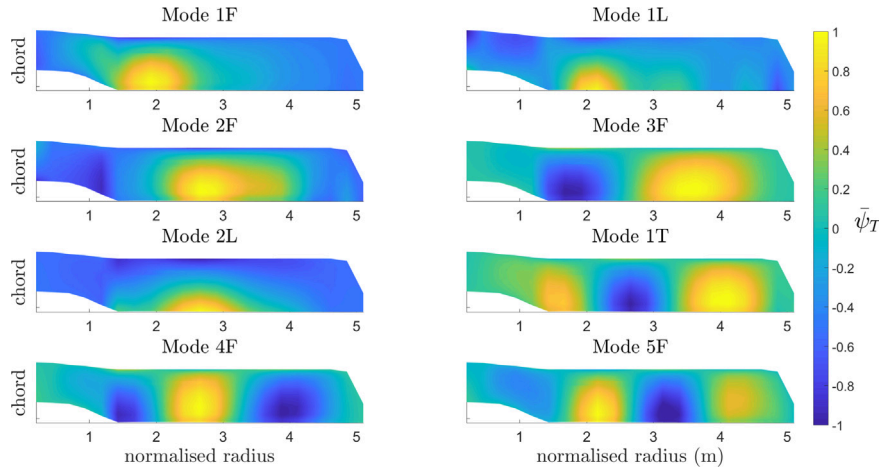 Mode 1F
Mode 1L
chord
1 2 3 4 5
1 2 3 4 5
Mode 2F
Mode 3F
chord
1 2 3 4 5
1 2 3 4 5
Mode 2L
Mode 1T
chord
1 2 3 4 5
1 2 3 4 5
Mode 4F
Mode 5F
chord
1 2 3 4 5
1 2 3 4 5
normalised radius
normalised radius (m)
1
0.8
0.6
0.4
0.2
0
-0.2
-0.4
-0.6
-0.8
-1
ψ̄_T